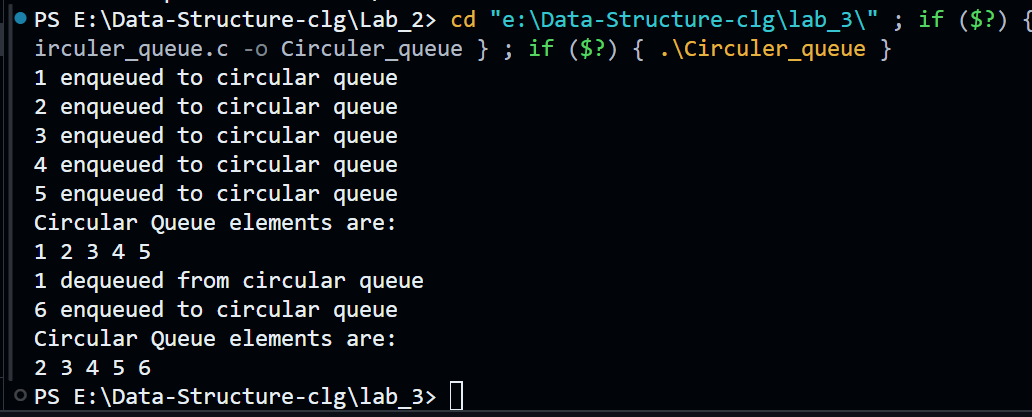 PS E:\Data-Structure-clg\Lab_2> cd "e:\Data-Structure-clg\lab_3\" ; if ($?) {
irculer_queue.c -o Circuler_queue } ; if ($?) { .\Circuler_queue }
1 enqueued to circular queue
2 enqueued to circular queue
3 enqueued to circular queue
4 enqueued to circular queue
5 enqueued to circular queue
Circular Queue elements are:
1 2 3 4 5
1 dequeued from circular queue
6 enqueued to circular queue
Circular Queue elements are:
2 3 4 5 6
PS E:\Data-Structure-clg\lab_3>